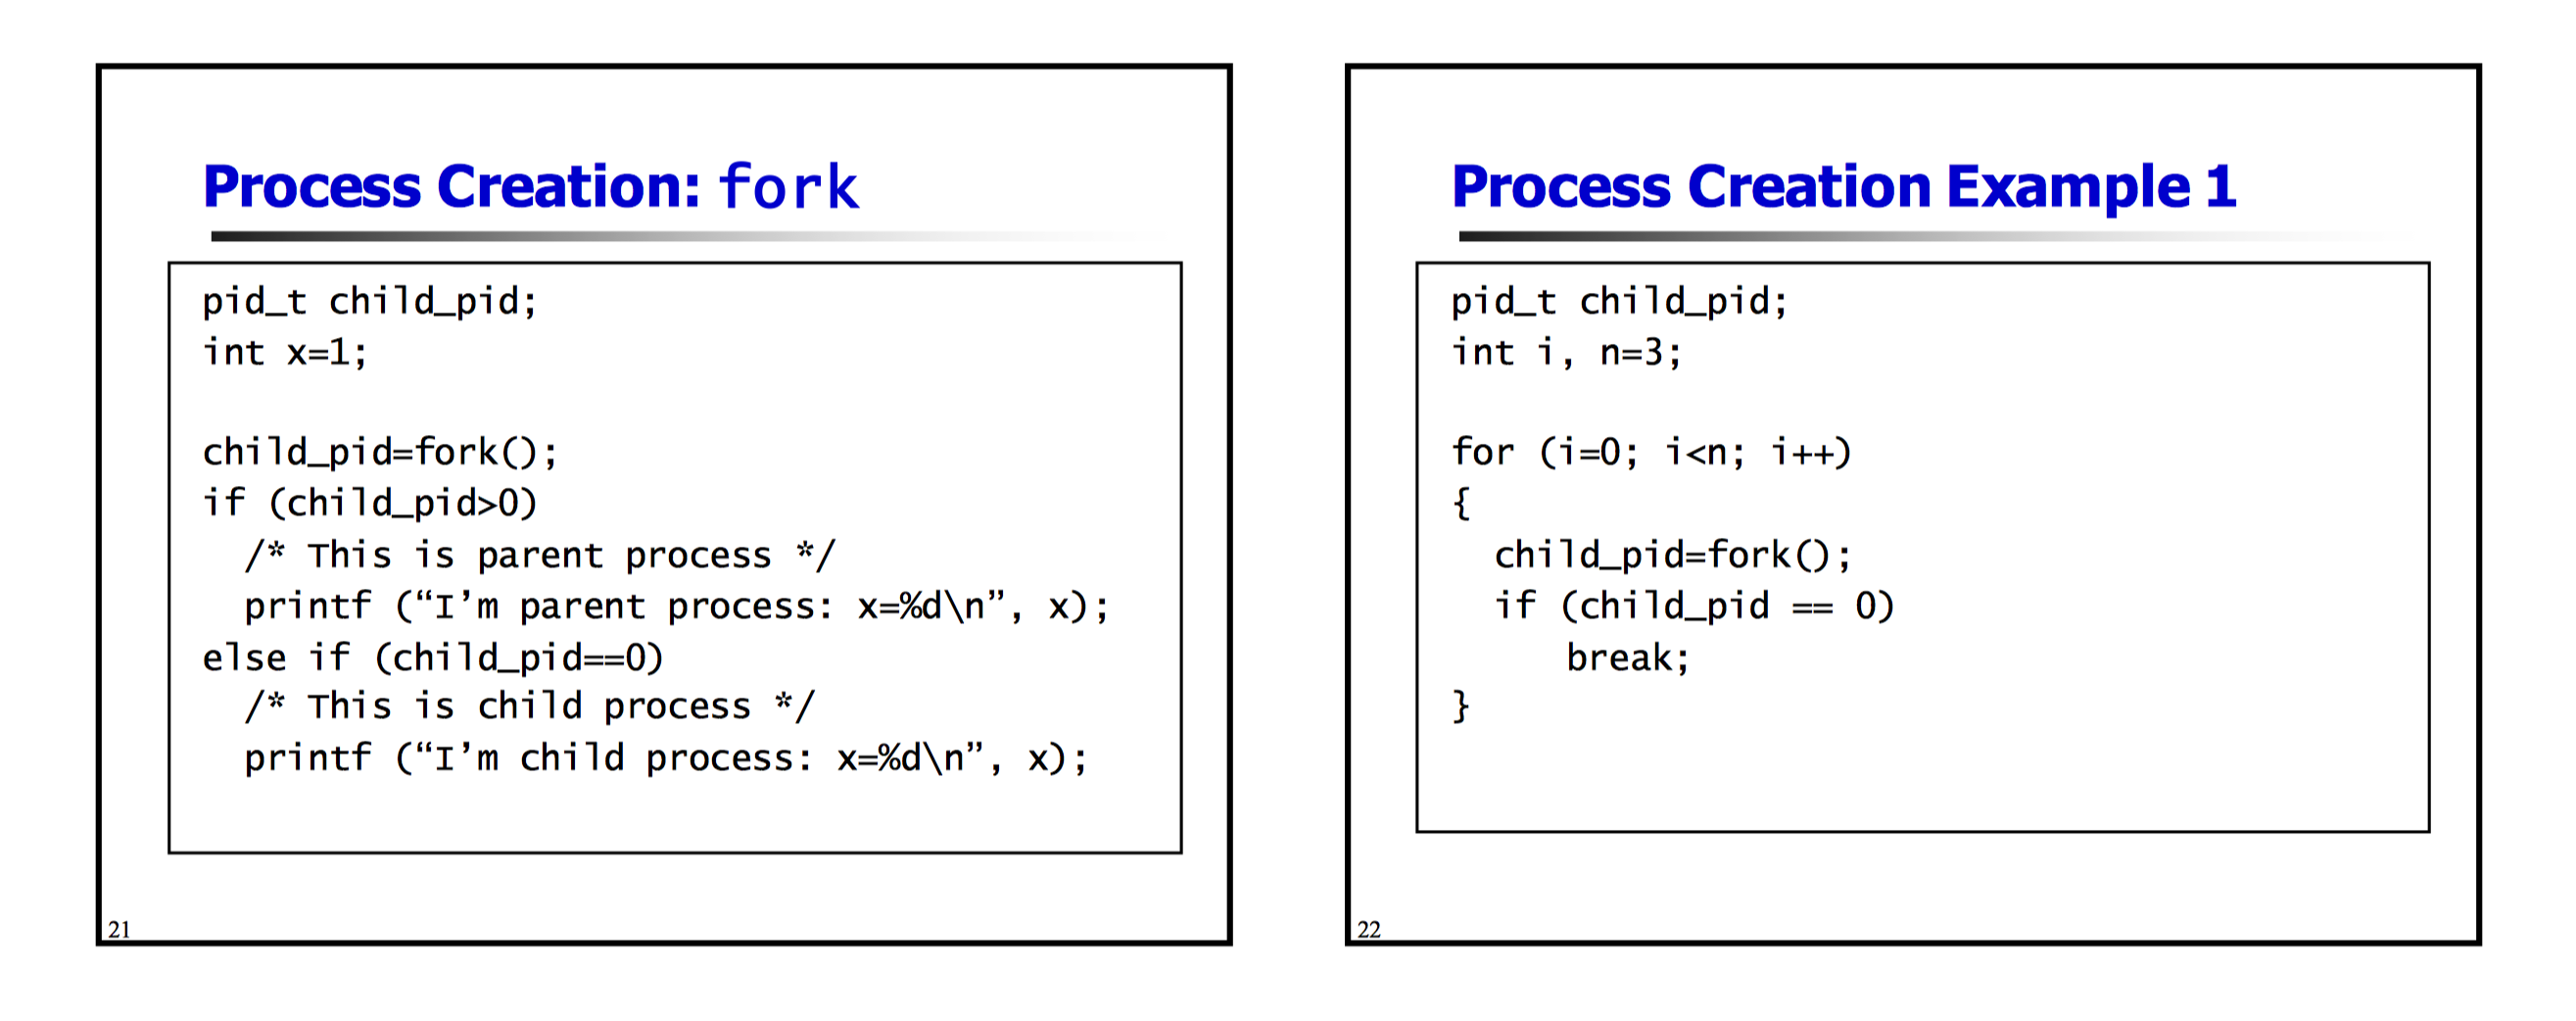 Process Creation: fork
pid_t child_pid;
int x=1;
child_pid=fork();
if (child_pid>0)
/* This is parent process */
printf (“I’m parent process: x=%d\n”, x);
else if (child_pid==0)
/* This is child process */
printf (“I’m child process: x=%d\n”, x);
21
Process Creation Example 1
pid_t child_pid;
int i, n=3;
for (i=0; i<n; i++)
{
child_pid=fork();
if (child_pid == 0)
break;
}
22